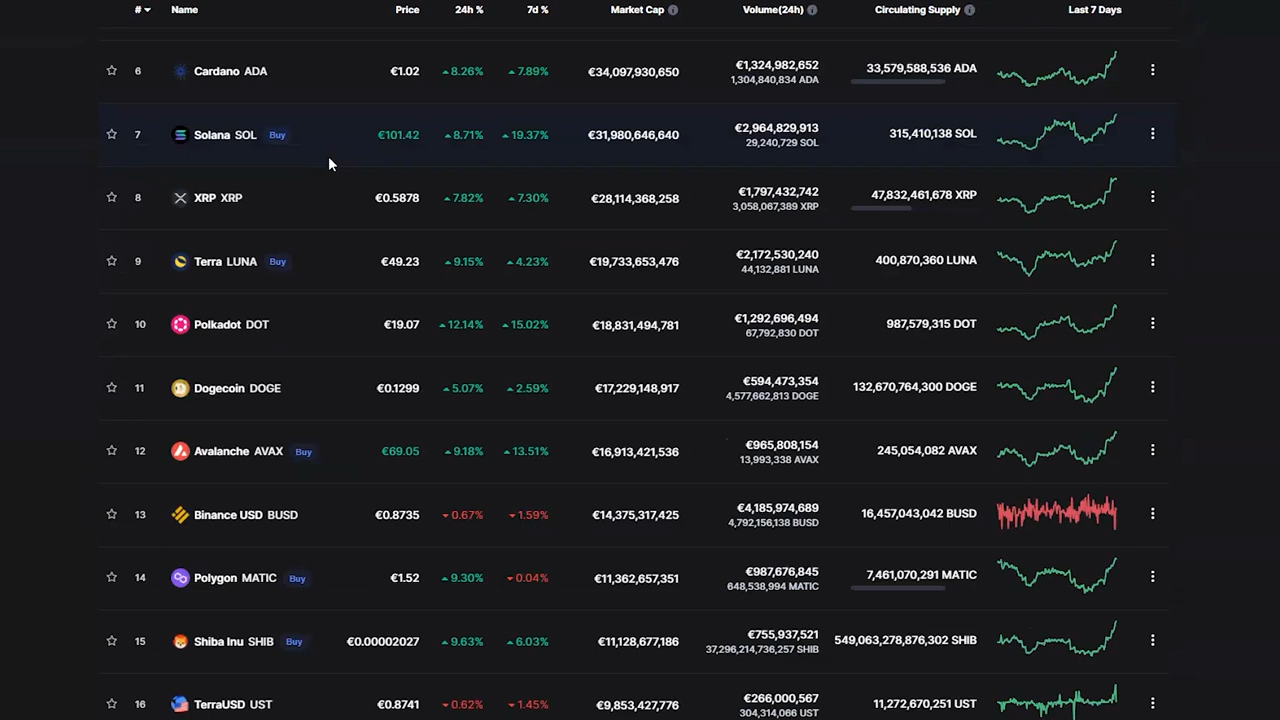 # Name Price 24h % 7d % Market Cap Volume(24h) Circulating Supply Last 7 Days
6 Cardano ADA €1.02 8.26% 7.89% €34,097,930,650 €1,324,982,652 33,579,588,536 ADA
1,304,840,834 ADA
7 Solana SOL Buy €101.42 8.71% 19.37% €31,980,646,640 €2,964,829,913 315,410,138 SOL
29,240,729 SOL
8 XRP XRP €0.5878 7.82% 7.30% €28,114,368,258 €1,797,432,742 47,832,461,678 XRP
3,058,067,389 XRP
9 Terra LUNA Buy €49.23 9.15% 4.23% €19,733,653,476 €2,172,530,240 400,870,360 LUNA
44,132,881 LUNA
10 Polkadot DOT €19.07 12.14% 15.02% €18,831,494,781 €1,292,696,494 987,579,315 DOT
67,792,830 DOT
11 Dogecoin DOGE €0.1299 5.07% 2.59% €17,229,148,917 €594,473,354 132,670,764,300 DOGE
4,577,662,813 DOGE
12 Avalanche AVAX Buy €69.05 9.18% 13.51% €16,913,421,536 €965,808,154 245,054,082 AVAX
13,993,338 AVAX
13 Binance USD BUSD €0.8735 0.67% 1.59% €14,375,317,425 €4,185,974,689 16,457,043,042 BUSD
4,792,156,138 BUSD
14 Polygon MATIC Buy €1.52 9.30% 0.04% €11,362,657,351 €987,676,845 7,461,070,291 MATIC
648,538,994 MATIC
15 Shiba Inu SHIB Buy €0.00002027 9.63% 6.03% €11,128,677,186 €755,937,521 549,063,278,876,302 SHIB
37,296,214,736,257 SHIB
16 TerraUSD UST €0.8741 0.62% 1.45% €9,853,427,776 €266,000,567 11,272,670,251 UST
304,314,066 UST